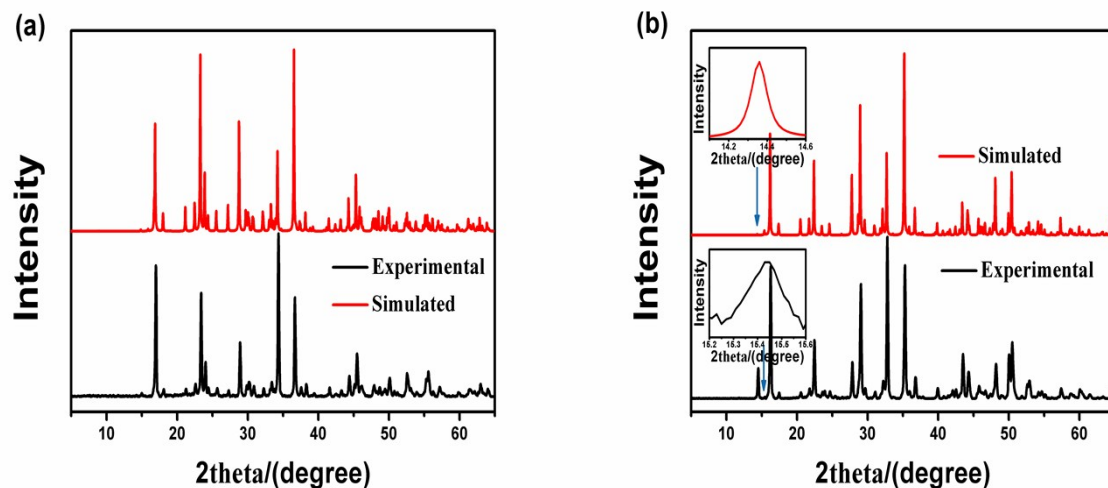 (a)
Intensity
Experimental
Simulated
10 20 30 40 50 60
2theta/(degree)
(b)
Intensity
Intensity
14.2 14.4 14.6
2theta/(degree)
Simulated
Intensity
15.2 15.3 15.4 15.5 15.6
2theta/(degree)
Experimental
10 20 30 40 50 60
2theta/(degree)